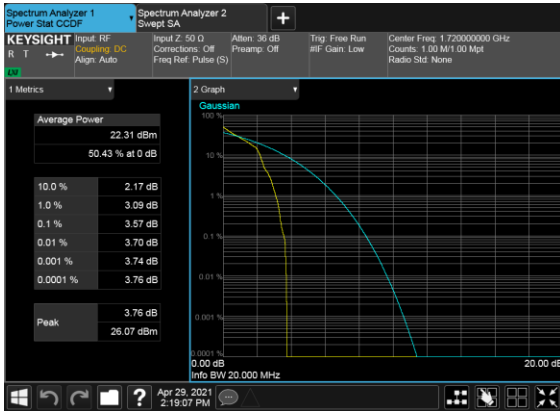 Spectrum Analyzer 1
Power Stat CCDF
Spectrum Analyzer 2
Swept SA
KEYSIGHT
R T
LNI
Input: RF
Coupling: DC
Align: Auto
Input Z: 50 Ω
Corrections: Off
Freq Ref: Pulse (S)
Atten: 36 dB
Preamp: Off
Trig: Free Run
#IF Gain: Low
Center Freq: 1.720000000 GHz
Counts: 1.00 M/1.00 Mpt
Radio Std: None
1 Metrics
Average Power
22.31 dBm
50.43 % at 0 dB
10.0 % 2.17 dB
1.0 % 3.09 dB
0.1 % 3.57 dB
0.01 % 3.70 dB
0.001 % 3.74 dB
0.0001 % 3.76 dB
Peak
3.76 dB
26.07 dBm
2 Graph
Gaussian
100 %
10 %
1 %
0.1 %
0.01 %
0.001 %
0.0001 %
0.00 dB
20.00 dB
Info BW 20.000 MHz
Apr 29, 2021
2:19:07 PM